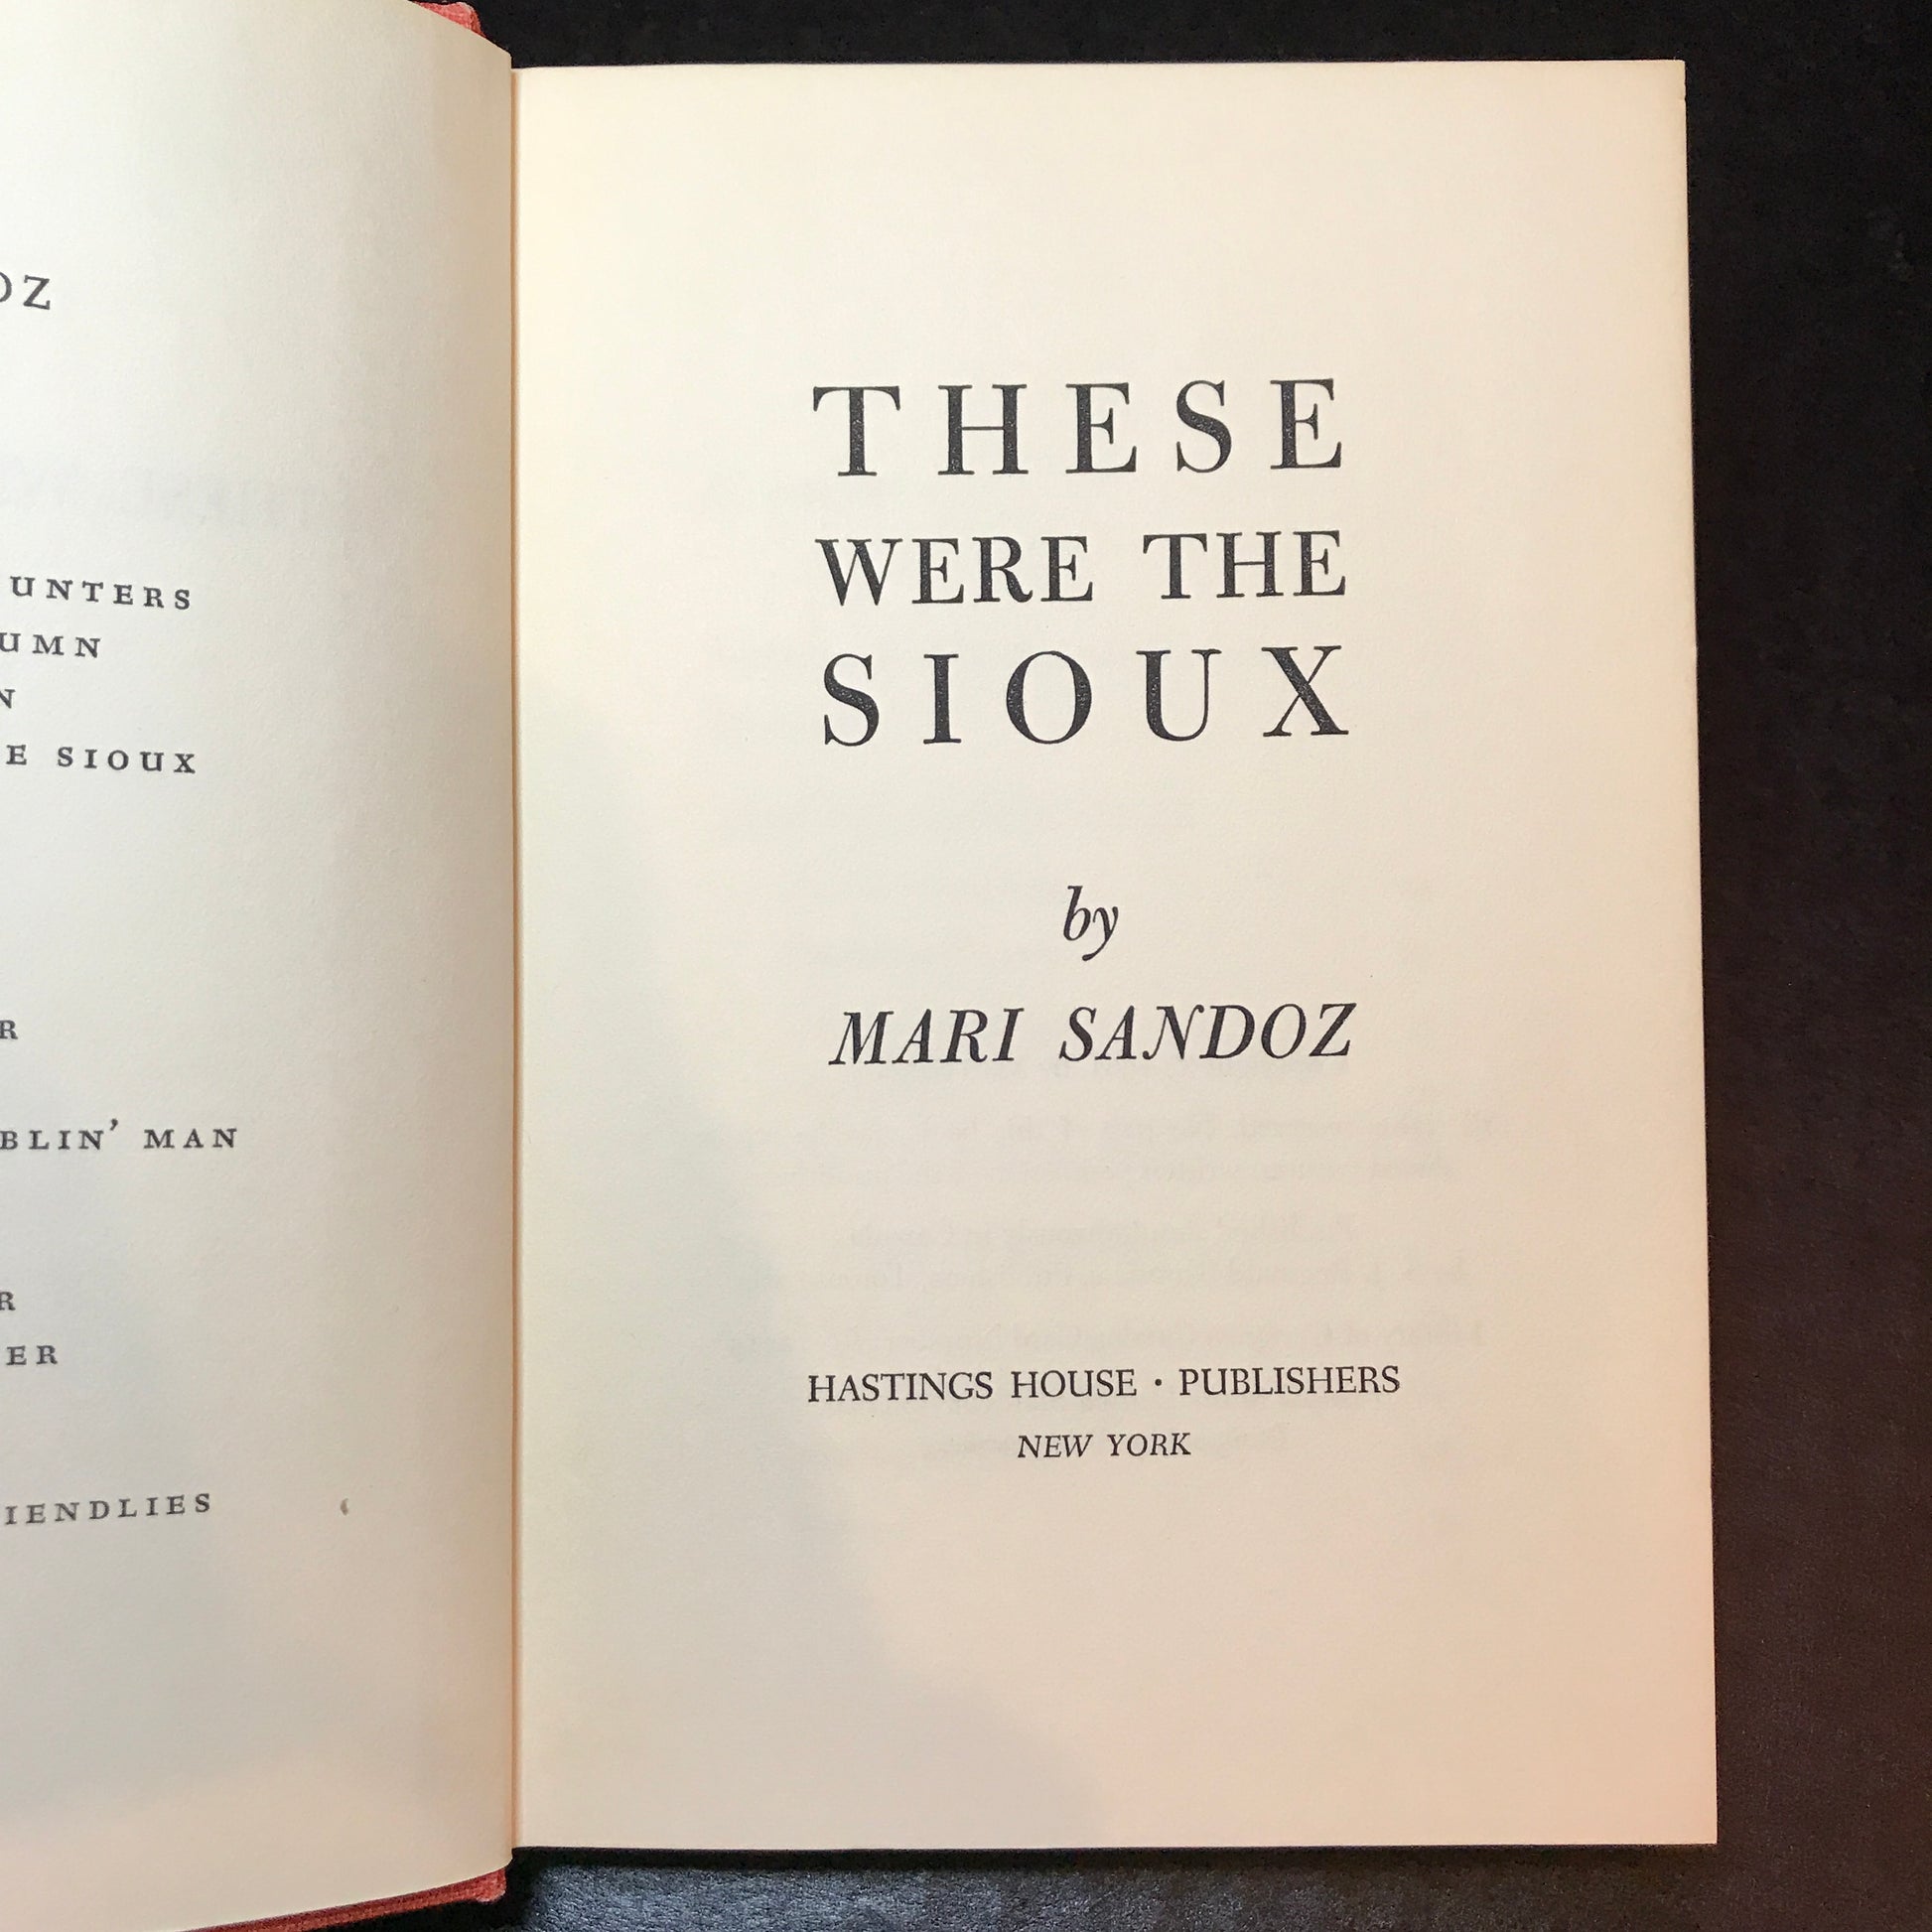 OZ
UNTERS
UMN
N
E SIOUX
R
BLIN' MAN
R
ER
IENDLIES
THESE
WERE THE
SIOUX
by
MARI SANDOZ
HASTINGS HOUSE · PUBLISHERS
NEW YORK